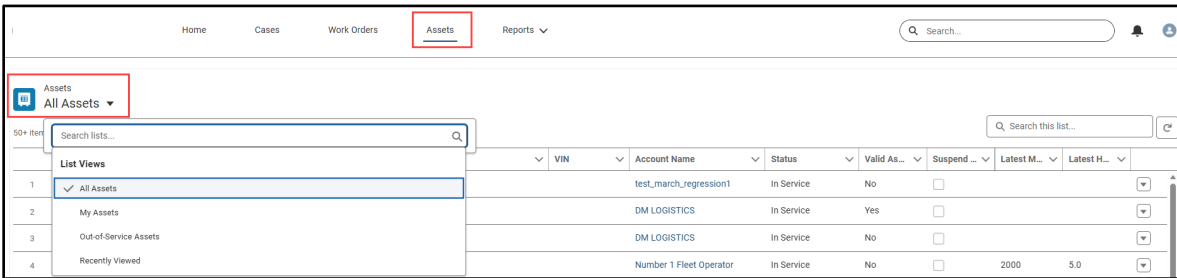 Home Cases Work Orders Assets Reports
Search...
Assets
All Assets
50+ item
Search lists...
Search this list...
List Views
VIN Account Name Status Valid As... Suspend ... Latest M... Latest H...
All Assets
My Assets
Out-of-Service Assets
Recently Viewed
1 test_march_regression1 In Service No
2 DM LOGISTICS In Service Yes
3 DM LOGISTICS In Service No
4 Number 1 Fleet Operator In Service No 2000 5.0